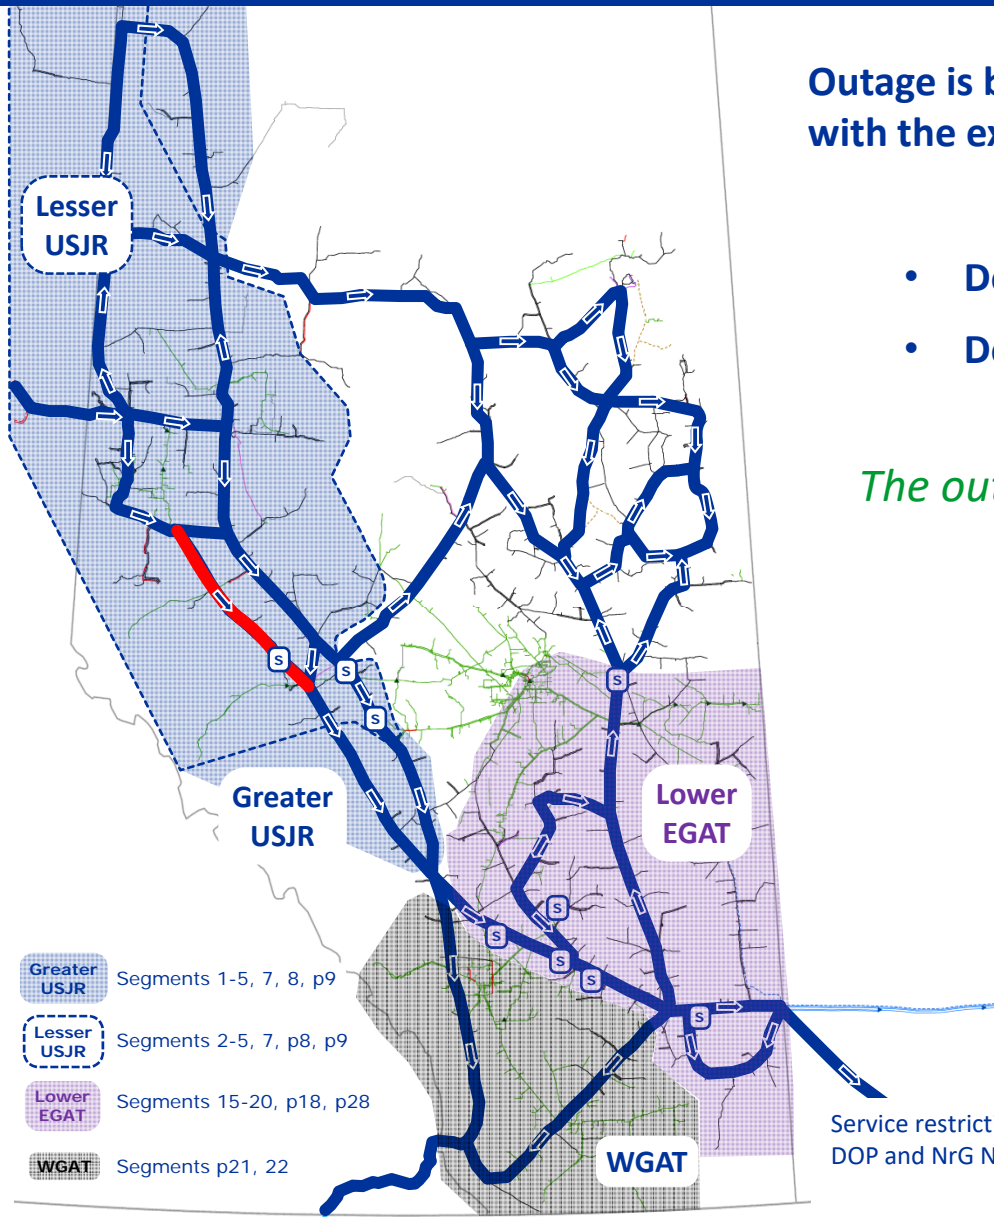 Outage is b
with the ex
• De
• De
The out
Lesser
USJR
S
S
S
S
Greater
USJR
Lower
EGAT
S
S
S
S
S
WGAT
Greater
USJR
Segments 1-5, 7, 8, p9
Lesser
USJR
Segments 2-5, 7, p8, p9
Lower
EGAT
Segments 15-20, p18, p28
WGAT
Segments p21, 22
Service restrict
DOP and NrG N